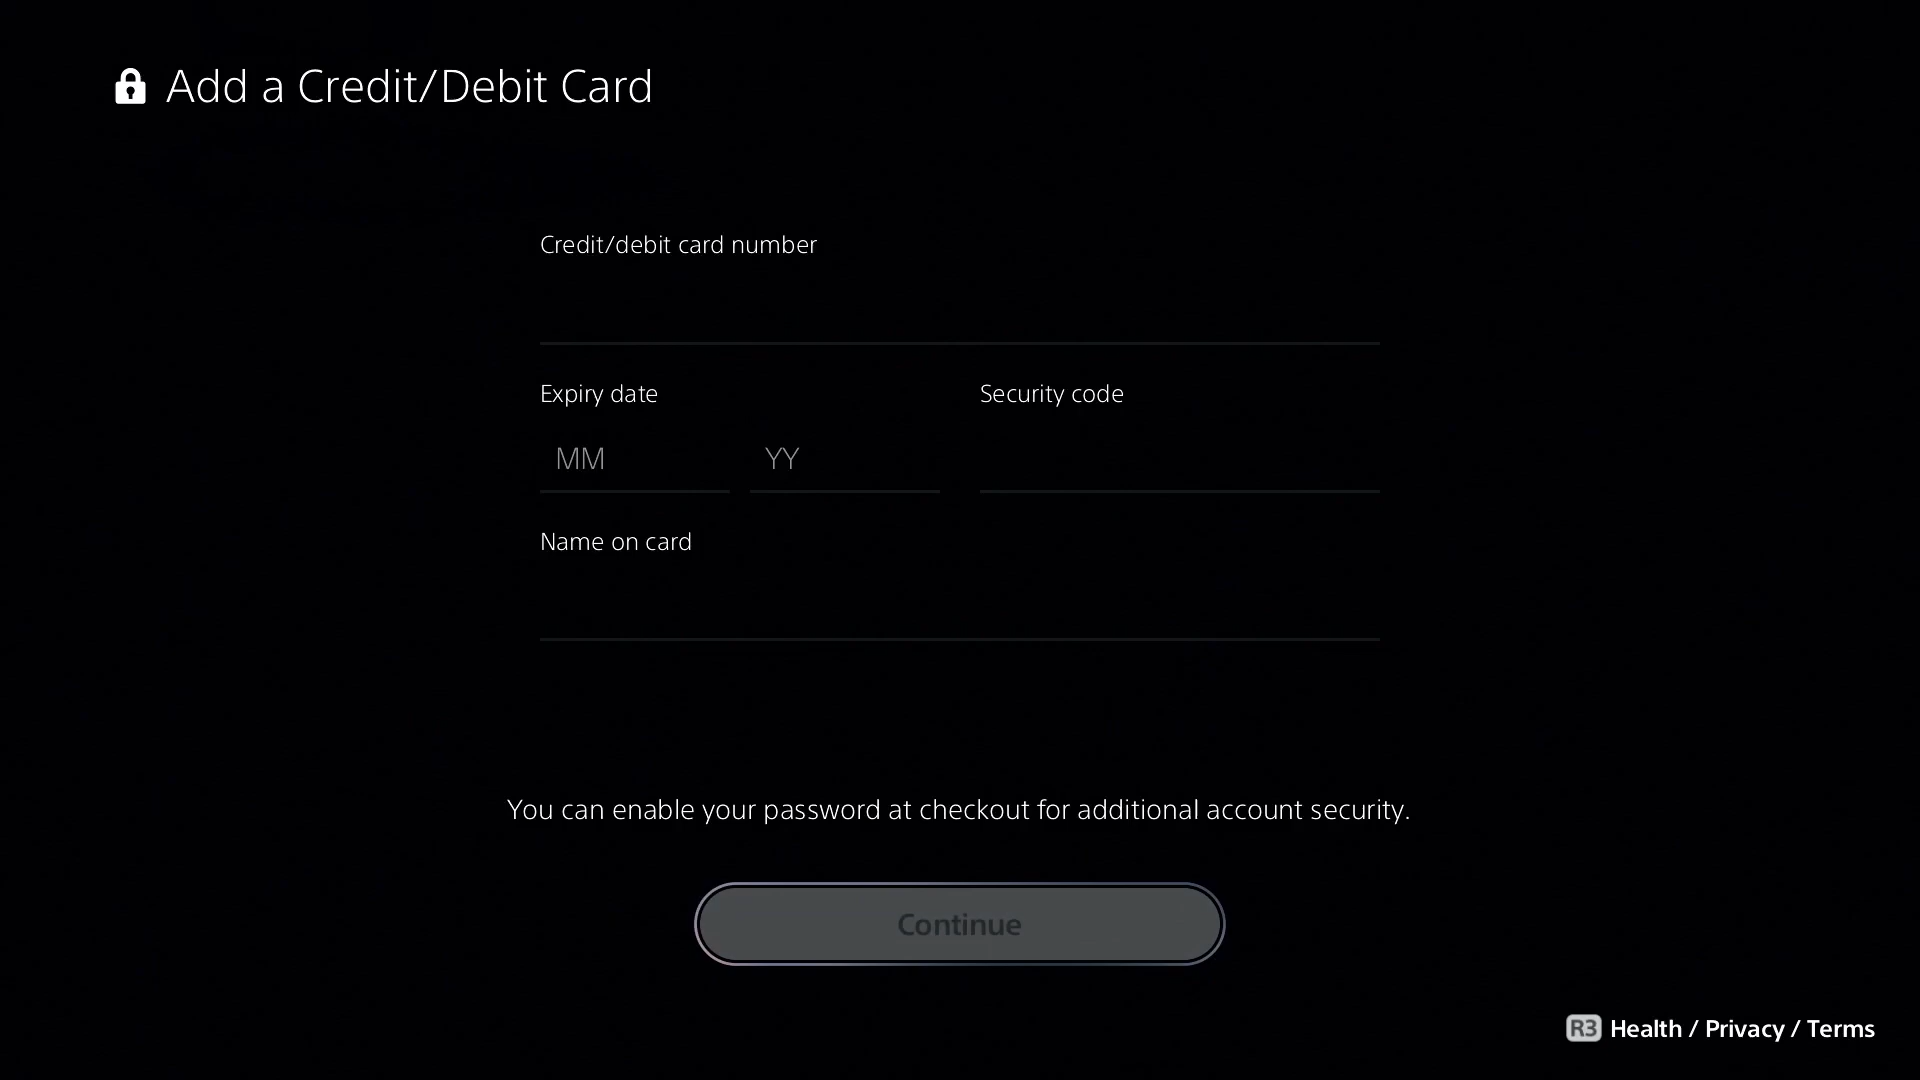 Add a Credit/Debit Card
Credit/debit card number
Expiry date
Security code
MM
YY
Name on card
You can enable your password at checkout for additional account security.
Continue
R3 Health / Privacy / Terms